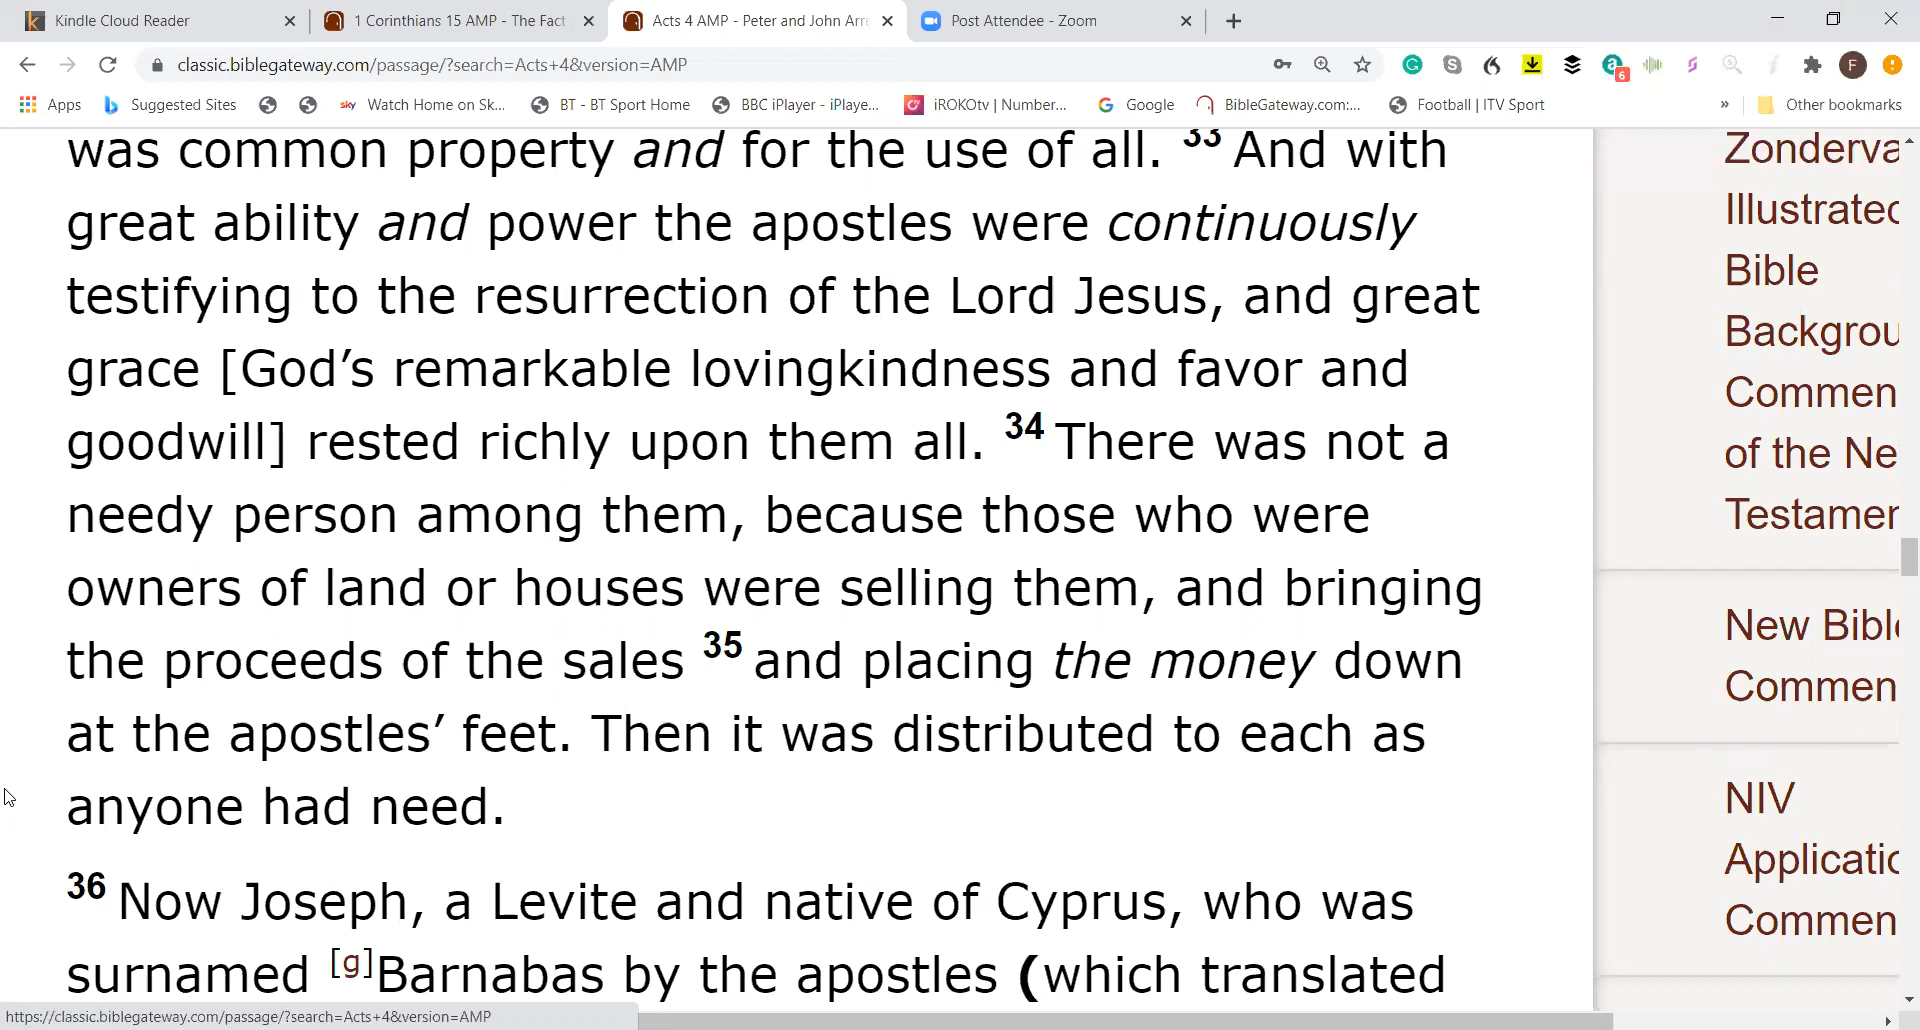 Kindle Cloud Reader
1 Corinthians 15 AMP - The Fact
Acts 4 AMP - Peter and John Arre
Post Attendee - Zoom
classic.biblegateway.com/passage/?search=Acts+4&version=AMP
6
F
Apps
Suggested Sites
sky Watch Home on Sk...
BT - BT Sport Home
BBC iPlayer - iPlaye...
iROKOtv | Number...
Google
BibleGateway.com:...
Football | ITV Sport
»
Other bookmarks
was common property and for the use of all. 33 And with
great ability and power the apostles were continuously
testifying to the resurrection of the Lord Jesus, and great
grace [God’s remarkable lovingkindness and favor and
goodwill] rested richly upon them all. 34 There was not a
needy person among them, because those who were
owners of land or houses were selling them, and bringing
the proceeds of the sales 35 and placing the money down
at the apostles’ feet. Then it was distributed to each as
anyone had need.
36 Now Joseph, a Levite and native of Cyprus, who was
surnamed [g]Barnabas by the apostles (which translated
Zonderva
Illustrated
Bible
Backgrou
Commen
of the Ne
Testamen
New Bible
Commen
NIV
Applicatio
Commen
https://classic.biblegateway.com/passage/?search=Acts+4&version=AMP